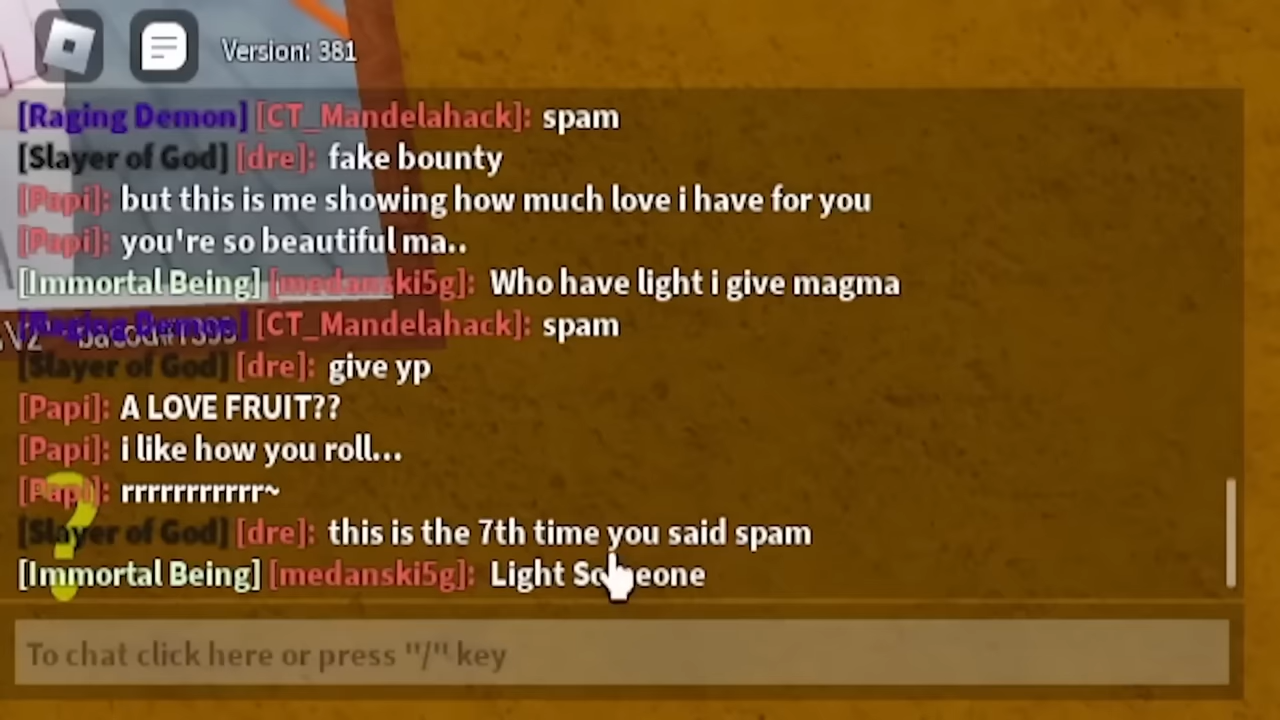 Version: 381
[Raging Demon] [CT_Mandelahack]: spam
[Slayer of God] [dre]: fake bounty
[Papi]: but this is me showing how much love i have for you
[Papi]: you're so beautiful ma..
[Immortal Being] [medanski5g]: Who have light i give magma
[Raging Demon] [CT_Mandelahack]: spam
[Slayer of God] [dre]: give yp
[Papi]: A LOVE FRUIT??
[Papi]: i like how you roll...
[Papi]: rrrrrrrrrrr~
[Slayer of God] [dre]: this is the 7th time you said spam
[Immortal Being] [medanski5g]: Light Someone
To chat click here or press "/" key